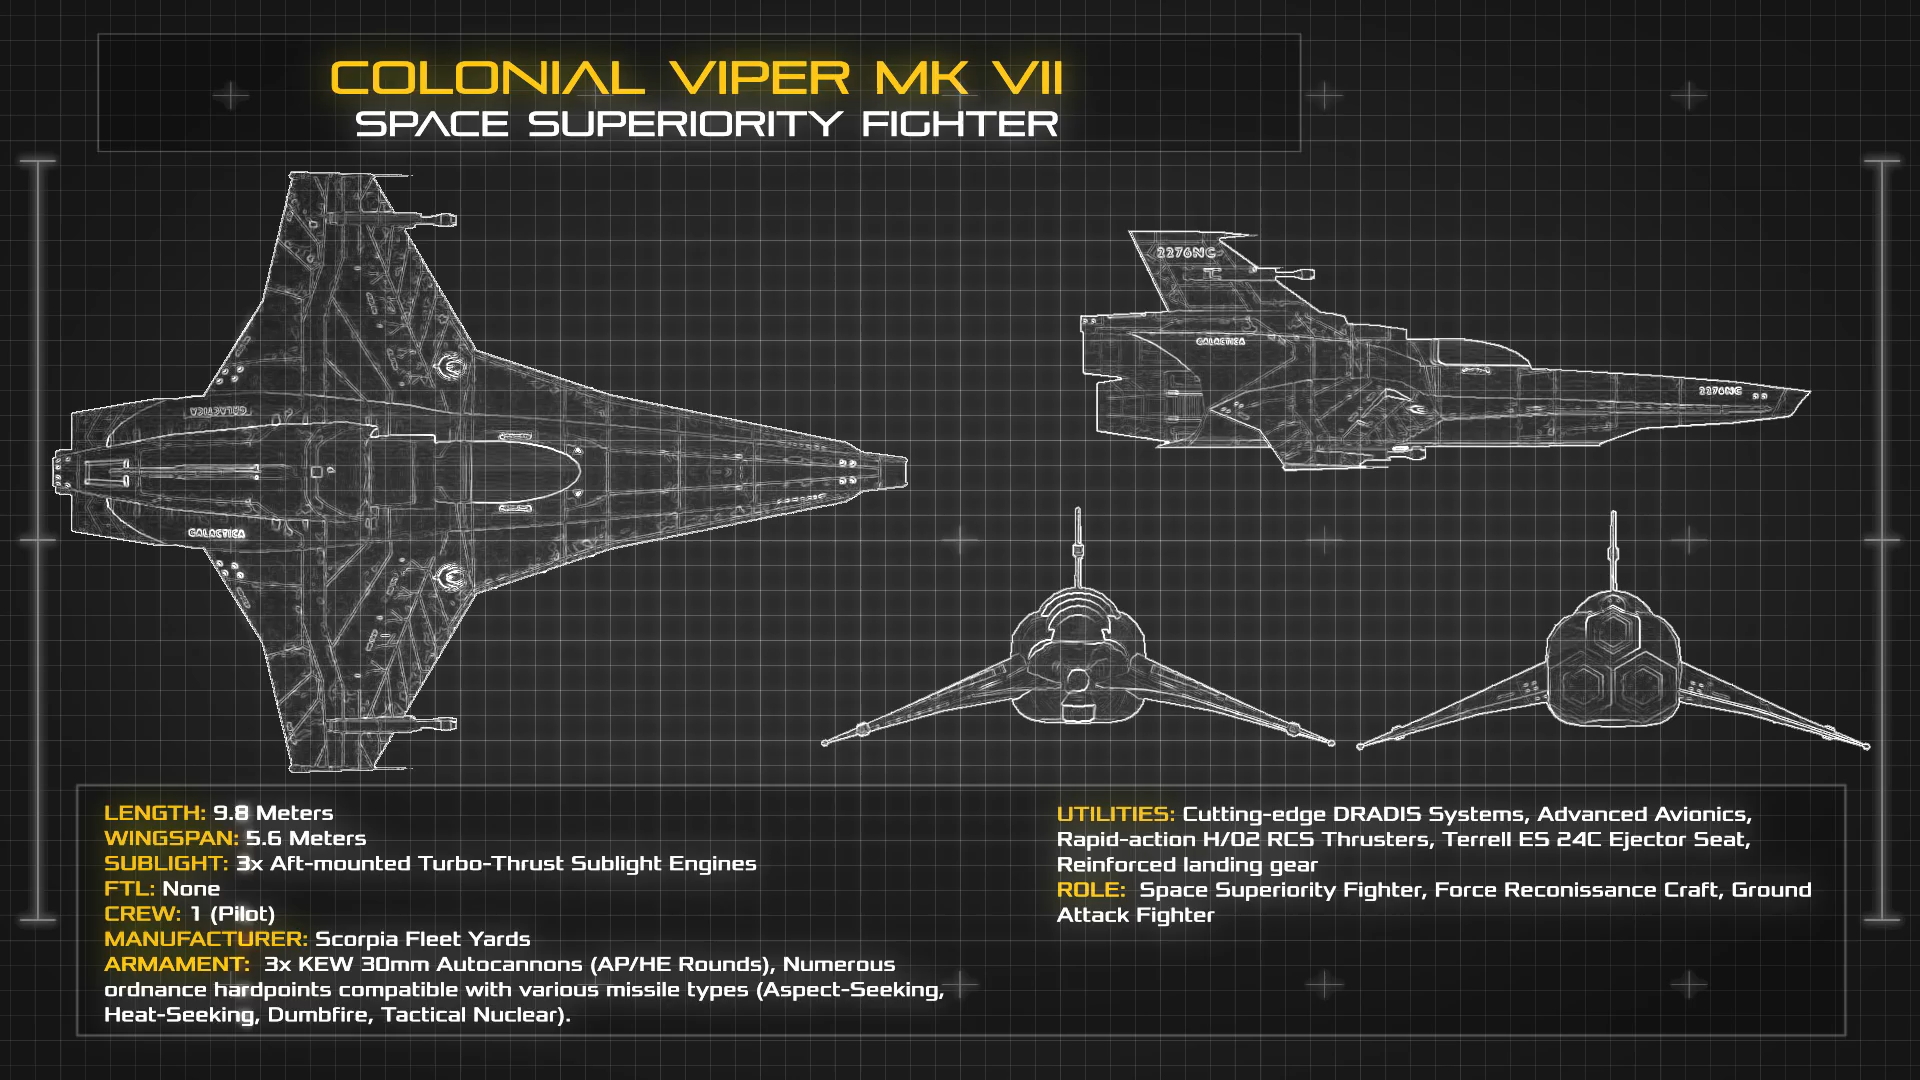 COLONIAL VIPER MK VII
SPACE SUPERIORITY FIGHTER
2276NC
GALACTICA
2276NC
GALACTICA
GALACTICA
LENGTH: 9.8 Meters
WINGSPAN: 5.6 Meters
SUBLIGHT: 3x Aft-mounted Turbo-Thrust Sublight Engines
FTL: None
CREW: 1 (Pilot)
MANUFACTURER: Scorpia Fleet Yards
ARMAMENT: 3x KEW 30mm Autocannons (AP/HE Rounds), Numerous
ordnance hardpoints compatible with various missile types (Aspect-Seeking,
Heat-Seeking, Dumbfire, Tactical Nuclear).
UTILITIES: Cutting-edge DRADIS Systems, Advanced Avionics,
Rapid-action H/02 RCS Thrusters, Terrell ES 24C Ejector Seat,
Reinforced landing gear
ROLE: Space Superiority Fighter, Force Reconissance Craft, Ground
Attack Fighter